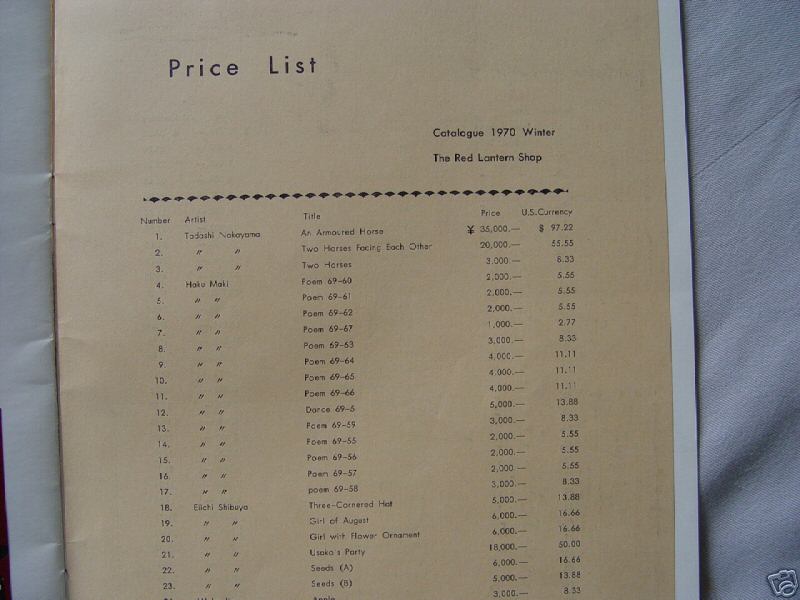 Price List
Catalogue 1970 Winter
The Red Lantern Shop
Number Artist Title Price U.S.Currency
1. Tadashi Nakayama An Armoured Horse ¥ 35,000.— $ 97.22
2. 〃 〃 Two Horses Facing Each Other 20,000.— 55.55
3. 〃 〃 Two Horses 3,000.— 8.33
4. Haku Maki Poem 69-60 2,000.— 5.55
5. 〃 〃 Poem 69-61 2,000.— 5.55
6. 〃 〃 Poem 69-62 2,000.— 5.55
7. 〃 〃 Poem 69-67 1,000.— 2.77
8. 〃 〃 Poem 69-63 3,000.— 8.33
9. 〃 〃 Poem 69-64 4,000.— 11.11
10. 〃 〃 Poem 69-65 4,000.— 11.11
11. 〃 〃 Poem 69-66 4,000.— 11.11
12. 〃 〃 Dance 69-5 5,000.— 13.88
13. 〃 〃 Poem 69-59 3,000.— 8.33
14. 〃 〃 Poem 69-55 2,000.— 5.55
15. 〃 〃 Poem 69-56 2,000.— 5.55
16. 〃 〃 Poem 69-57 2,000.— 5.55
17. 〃 〃 poem 69-58 3,000.— 8.33
18. Eiichi Shibuya Three-Cornered Hat 5,000.— 13.88
19. 〃 〃 Girl of August 6,000.— 16.66
20. 〃 〃 Girl with Flower Ornament 6,000.— 16.66
21. 〃 〃 Usako's Party 18,000.— 50.00
22. 〃 〃 Seeds (A) 6,000.— 16.66
23. 〃 〃 Seeds (B) 5,000.— 13.88
Apple 3,000.— 8.33